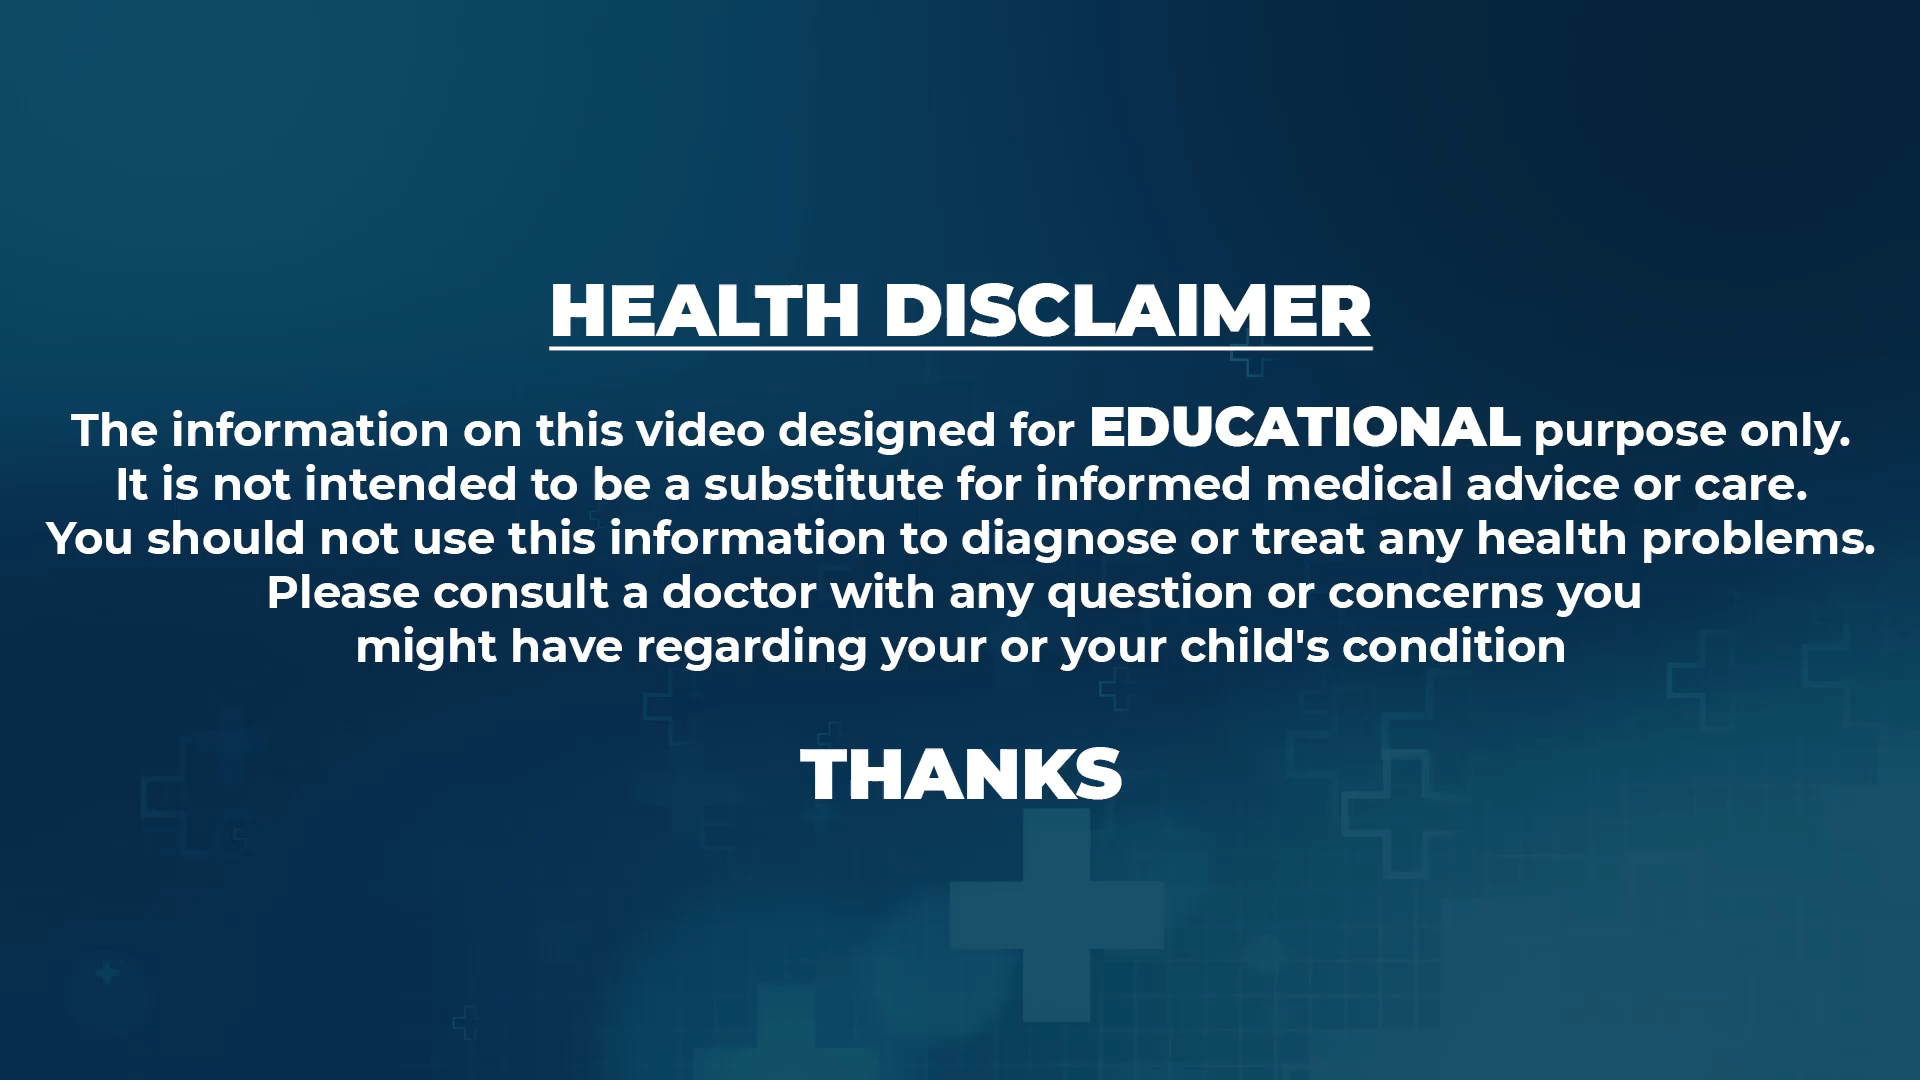 HEALTH DISCLAIMER
The information on this video designed for EDUCATIONAL purpose only.
It is not intended to be a substitute for informed medical advice or care.
You should not use this information to diagnose or treat any health problems.
Please consult a doctor with any question or concerns you
might have regarding your or your child's condition
THANKS